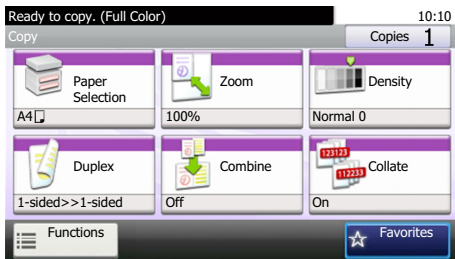 Ready to copy. (Full Color)
10:10
Copy
Copies 1
Paper
Selection
A4
Zoom
100%
Density
Normal 0
Duplex
1-sided>>1-sided
Combine
Off
123123
112233
Collate
On
Functions
Favorites